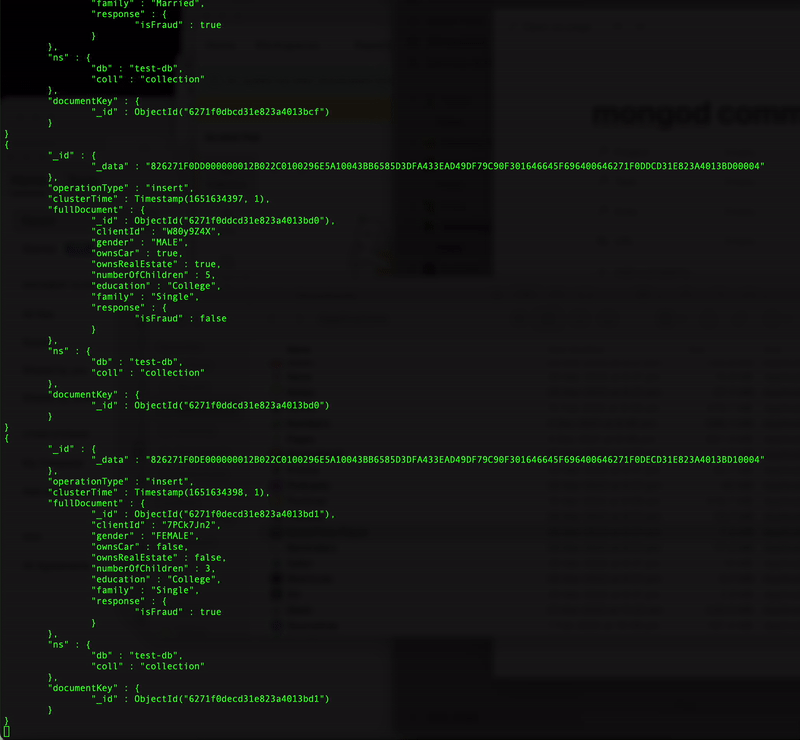 "family" : "Married",
"response" : {
"isFraud" : true
}
},
"ns" : {
"db" : "test-db",
"coll" : "collection"
},
"documentKey" : {
"_id" : ObjectId("6271f0dbcd31e823a4013bcf")
}
}
{
"_id" : {
"_data" : "826271F0DD000000012B022C0100296E5A10043BB6585D3DFA433EAD49DF79C90F301646645F696400646271F0DDCD31E823A4013BD00004"
},
"operationType" : "insert",
"clusterTime" : Timestamp(1651634397, 1),
"fullDocument" : {
"_id" : ObjectId("6271f0ddcd31e823a4013bd0"),
"clientId" : "W80y9Z4X",
"gender" : "MALE",
"ownsCar" : true,
"ownsRealEstate" : true,
"numberOfChildren" : 5,
"education" : "College",
"family" : "Single",
"response" : {
"isFraud" : false
}
},
"ns" : {
"db" : "test-db",
"coll" : "collection"
},
"documentKey" : {
"_id" : ObjectId("6271f0ddcd31e823a4013bd0")
}
}
{
"_id" : {
"_data" : "826271F0DE000000012B022C0100296E5A10043BB6585D3DFA433EAD49DF79C90F301646645F696400646271F0DECD31E823A4013BD10004"
},
"operationType" : "insert",
"clusterTime" : Timestamp(1651634398, 1),
"fullDocument" : {
"_id" : ObjectId("6271f0decd31e823a4013bd1"),
"clientId" : "7PCk7Jn2",
"gender" : "FEMALE",
"ownsCar" : false,
"ownsRealEstate" : false,
"numberOfChildren" : 3,
"education" : "College",
"family" : "Single",
"response" : {
"isFraud" : true
}
},
"ns" : {
"db" : "test-db",
"coll" : "collection"
},
"documentKey" : {
"_id" : ObjectId("6271f0decd31e823a4013bd1")
}
}
mongod comm